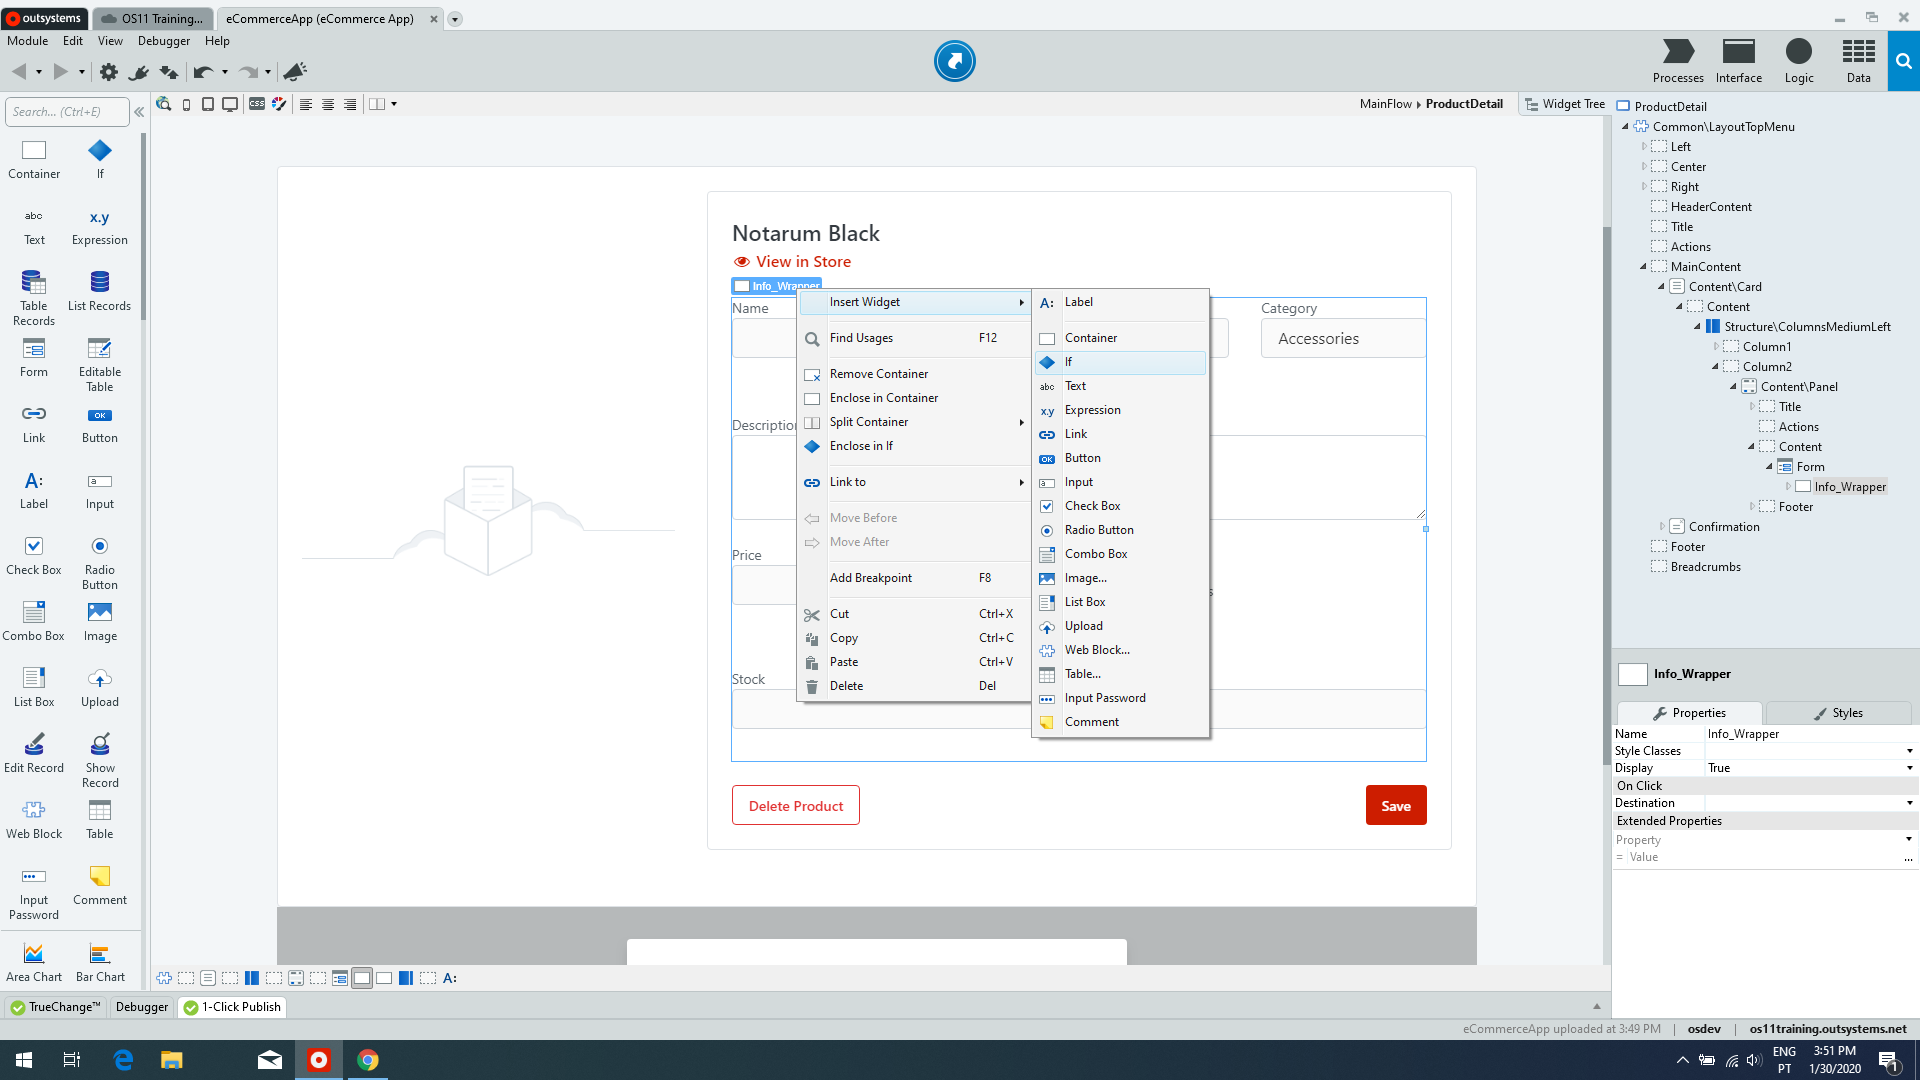 outsystems
OS11 Training...
eCommerceApp (eCommerce App)
Module Edit View Debugger Help
Processes
Interface
Logic
Data
Search... (Ctrl+E)
CSS
MainFlow ▸ ProductDetail
Widget Tree
Container
If
abc
Text
x.y
Expression
Table Records
List Records
Form
Editable Table
Link
OK
Button
A:
Label
a
Input
Check Box
Radio Button
Combo Box
Image
List Box
Upload
Edit Record
Show Record
Web Block
Table
Input Password
Comment
Area Chart
Bar Chart
Notarum Black
View in Store
Info_Wrapper
Name
Category
Accessories
Description
Price
Stock
Delete Product
Save
Insert Widget
Find Usages F12
Remove Container
Enclose in Container
Split Container
Enclose in If
Link to
Move Before
Move After
Add Breakpoint F8
Cut Ctrl+X
Copy Ctrl+C
Paste Ctrl+V
Delete Del
A: Label
Container
If
abc Text
x.y Expression
Link
OK Button
a Input
Check Box
Radio Button
Combo Box
Image...
List Box
Upload
Web Block...
Table...
Input Password
Comment
ProductDetail
Common\LayoutTopMenu
Left
Center
Right
HeaderContent
Title
Actions
MainContent
Content\Card
Content
Structure\ColumnsMediumLeft
Column1
Column2
Content\Panel
Title
Actions
Content
Form
Info_Wrapper
Footer
Confirmation
Footer
Breadcrumbs
Info_Wrapper
Properties
Styles
Name Info_Wrapper
Style Classes
Display True
On Click
Destination
Extended Properties
Property
= Value ...
A:
TrueChange™
Debugger
1-Click Publish
eCommerceApp uploaded at 3:49 PM | osdev | os11training.outsystems.net
ENG
PT
3:51 PM
1/30/2020
1